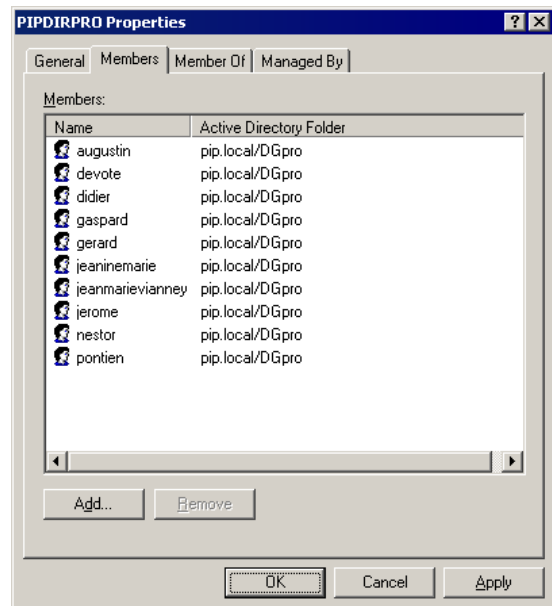 PIPDIRPRO Properties
General Members Member Of Managed By
Members:
Name Active Directory Folder
augustin pip.local/DGpro
devote pip.local/DGpro
didier pip.local/DGpro
gaspard pip.local/DGpro
gerard pip.local/DGpro
jeaninemarie pip.local/DGpro
jeanmarievianney pip.local/DGpro
jerome pip.local/DGpro
nestor pip.local/DGpro
pontien pip.local/DGpro
Add... Remove
OK Cancel Apply